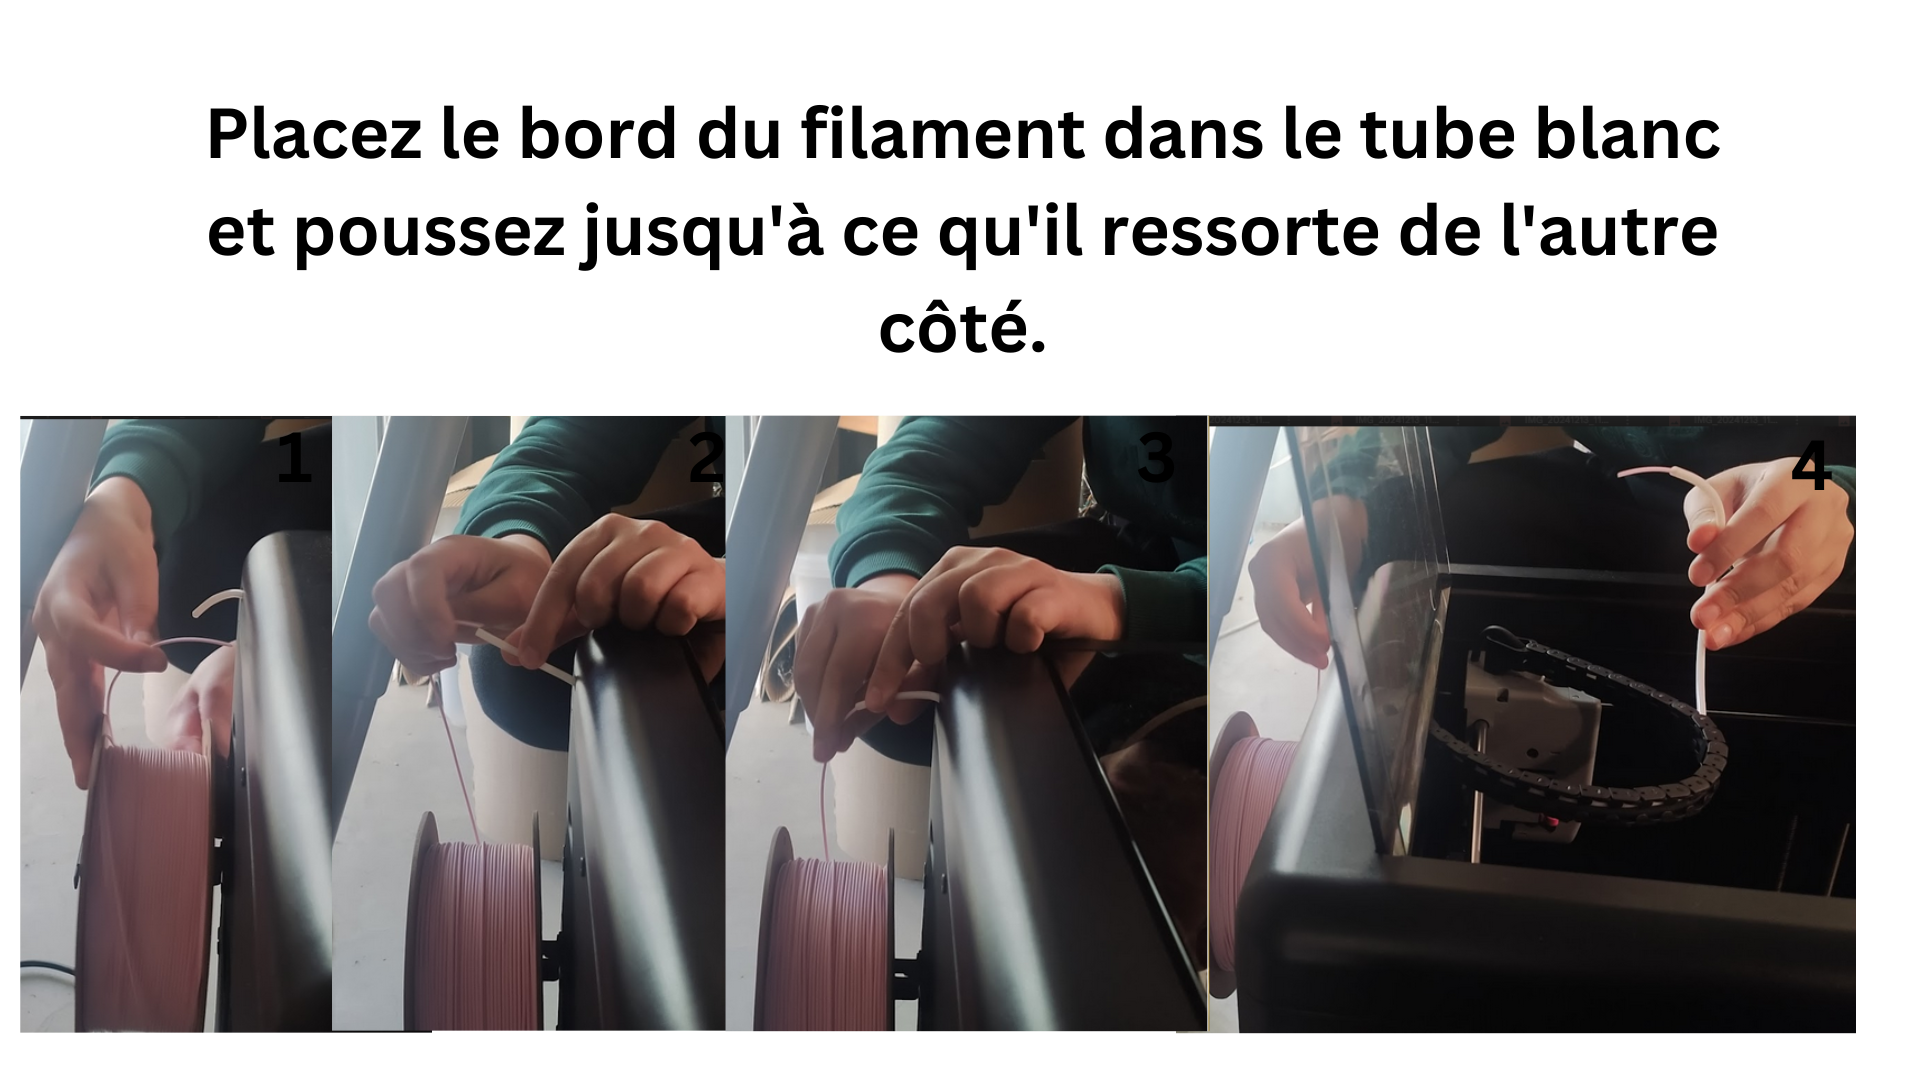 Placez le bord du filament dans le tube blanc
et poussez jusqu'à ce qu'il ressorte de l'autre
côté.
1
2
3
4